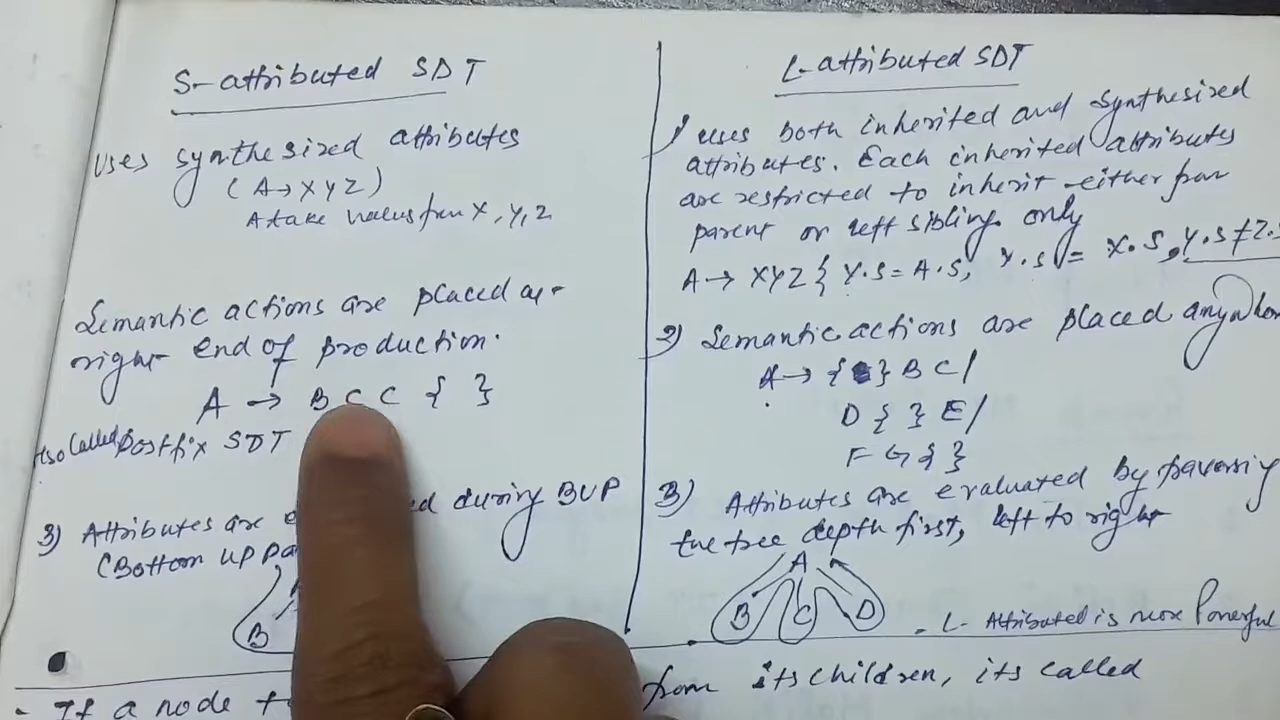 S-attributed SDT
Uses synthesized attributes
(A→XYZ)
A take values from X, Y, Z
Semantic actions are placed at
right end of production.
A → B C C { }
Also called Postfix SDT
3) Attributes are during BUP
(Bottom up
B
L-attributed SDT
1) uses both inherited and synthesized
attributes. Each inherited attributes
are restricted to inherit either from
parent or left sibling only
A→ XYZ { Y.S = A.S, Y.S = X.S, Y.S ≠ Z.S
2) Semantic actions are placed anywhere
A→ { } B C /
D { } E /
F G { }
3) Attributes are evaluated by traversing
the tree depth first, left to right
A
B C D
. L- Attributed is more Powerful
. If a node from its children, its called